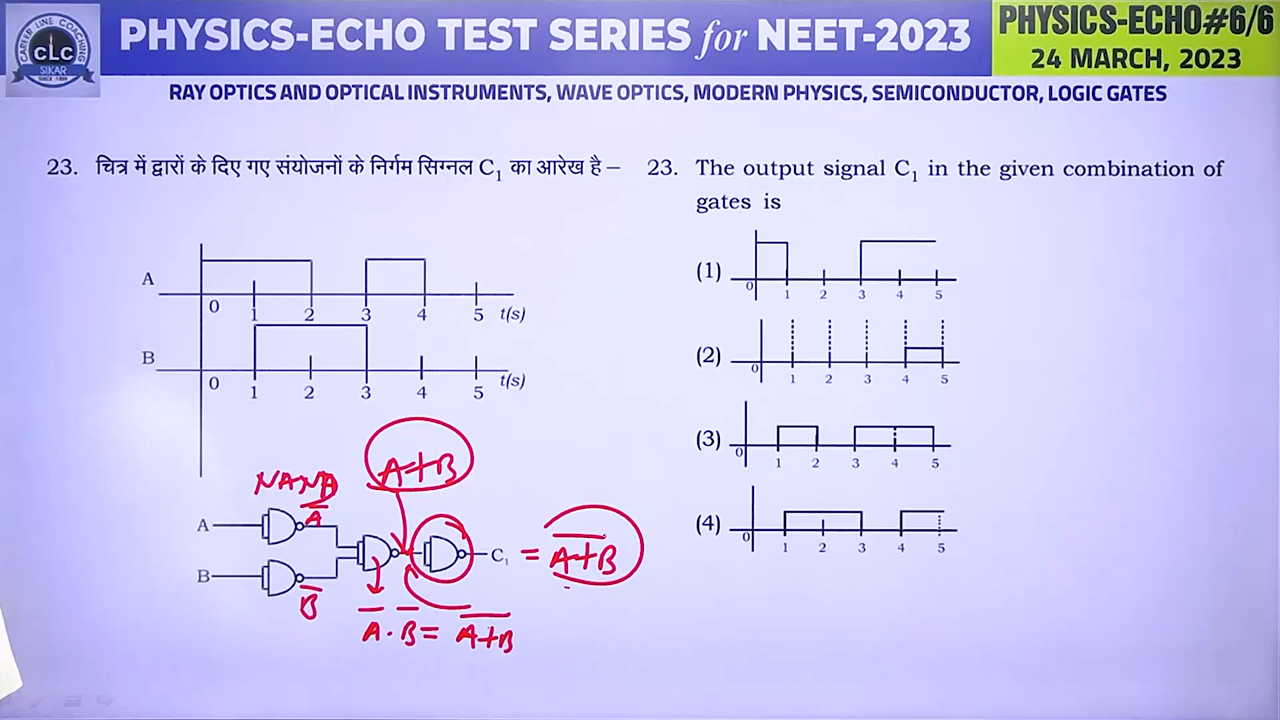 CAREER LINE COACHING
CLC
SIKAR
SINCE : 1996
PHYSICS-ECHO TEST SERIES for NEET-2023
PHYSICS-ECHO#6/6
24 MARCH, 2023
RAY OPTICS AND OPTICAL INSTRUMENTS, WAVE OPTICS, MODERN PHYSICS, SEMICONDUCTOR, LOGIC GATES
23. चित्र में द्वारों के दिए गए संयोजनों के निर्गम सिग्नल C₁ का आरेख है –
A
0 1 2 3 4 5 t(s)
B
0 1 2 3 4 5 t(s)
NAND
A+B
A
A̅
B
B̅
C₁ = \overline{A+B}
A̅ . B̅ = \overline{A+B}
23. The output signal C₁ in the given combination of
gates is
(1)
0 1 2 3 4 5
(2)
0 1 2 3 4 5
(3)
0 1 2 3 4 5
(4)
0 1 2 3 4 5